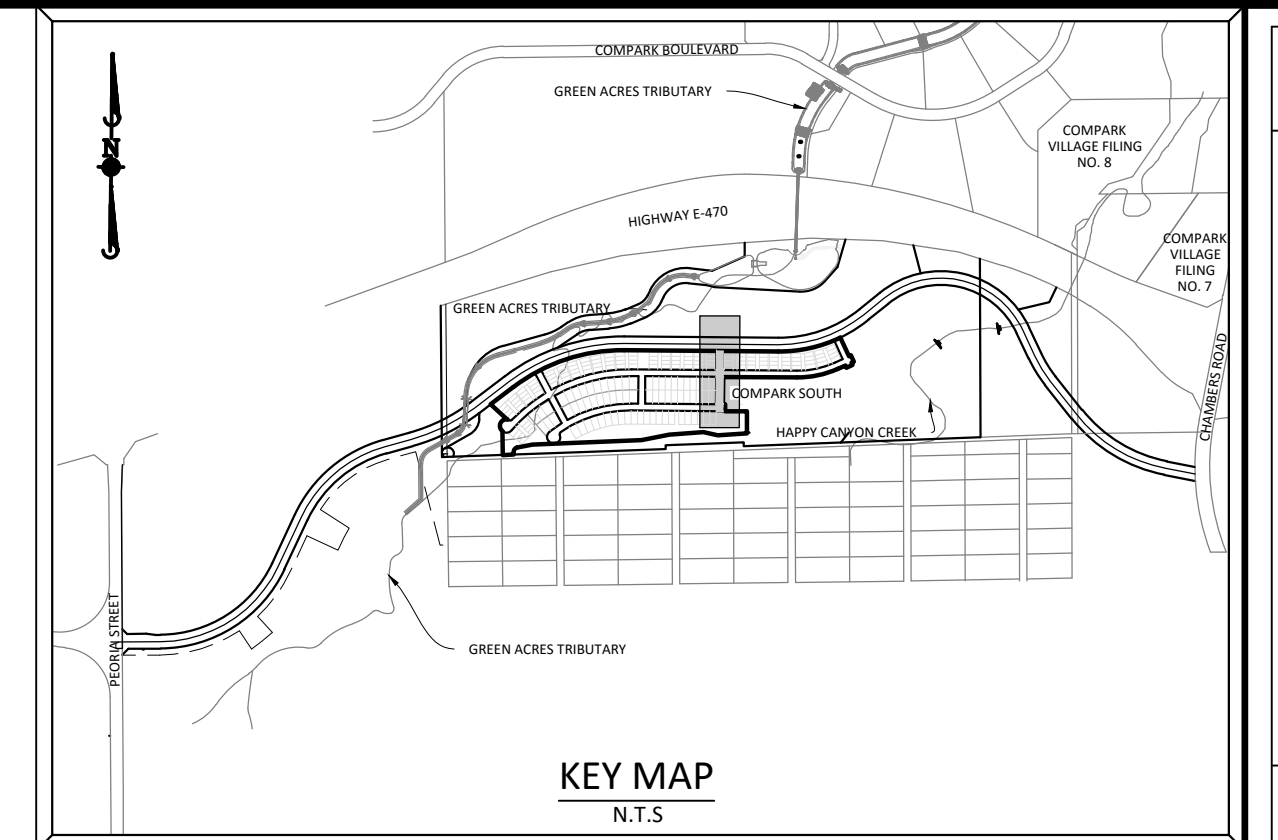 COMPARK BOULEVARD
GREEN ACRES TRIBUTARY
N
COMPARK
VILLAGE FILING
NO. 8
HIGHWAY E-470
COMPARK
VILLAGE
FILING
NO. 7
GREEN ACRES TRIBUTARY
COMPARK SOUTH
HAPPY CANYON CREEK
CHAMBERS ROAD
PEORIA STREET
GREEN ACRES TRIBUTARY
KEY MAP
N.T.S